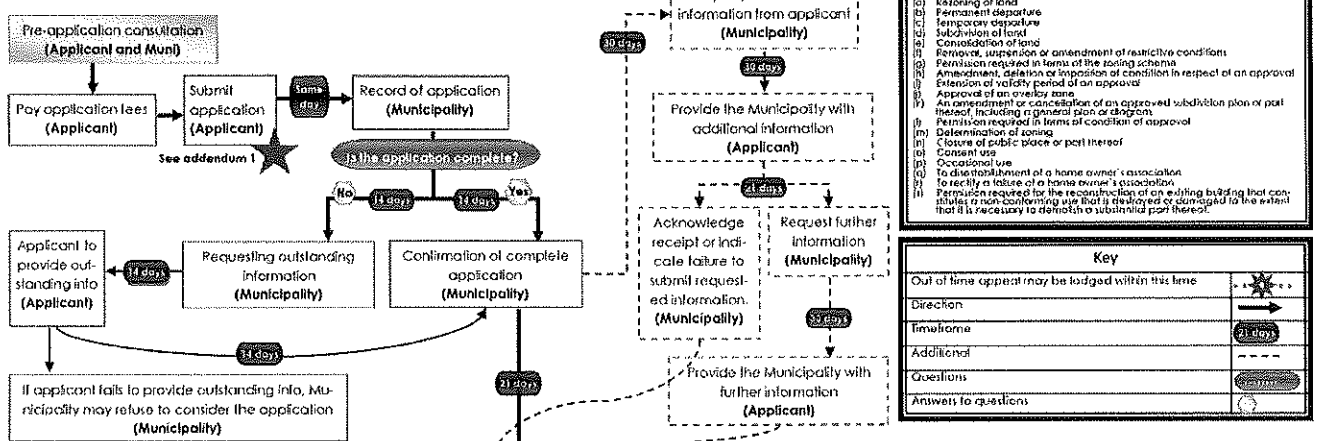 Pre-application consultation
(Applicant and Muni)
Pay application fees
(Applicant)
Submit
application
(Applicant)
See addendum 1
Same
day
Record of application
(Municipality)
Is the application complete?
No
14 days
14 days
Yes
Applicant to
provide out-
standing info
(Applicant)
14 days
Requesting outstanding
information
(Municipality)
Confirmation of complete
application
(Municipality)
14 days
If applicant fails to provide outstanding info, Mu-
nicipality may refuse to consider the application
(Municipality)
21 days
30 days
information from applicant
(Municipality)
30 days
Provide the Municipality with
additional information
(Applicant)
21 days
Acknowledge
receipt or indi-
cate failure to
submit request-
ed information.
(Municipality)
Request further
information
(Municipality)
30 days
Provide the Municipality with
further information
(Applicant)
(a) Rezoning of land
(b) Permanent departure
(c) Temporary departure
(d) Subdivision of land
(e) Consolidation of land
(f) Removal, suspension or amendment of restrictive conditions
(g) Permission required in terms of the zoning scheme
(h) Amendment, deletion or imposition of condition in respect of an approval
(i) Extension of validity period of an approval
(j) Approval of an overlay zone
(k) An amendment or cancellation of an approved subdivision plan or part
thereof, including a general plan or diagram
(l) Permission required in terms of condition of approval
(m) Determination of zoning
(n) Closure of public place or part thereof
(o) Consent use
(p) Occasional use
(q) To disestablishment of a home owner's association
(r) To rectify a failure of a home owner's association
Permission required for the reconstruction of an existing building that con-
stitutes a non-conforming use that is destroyed or damaged to the extent
that it is necessary to demolish a substantial part thereof.
Key
Out of time appeal may be lodged within this time
Direction
Timeframe
21 days
Additional
Questions
Answers to questions